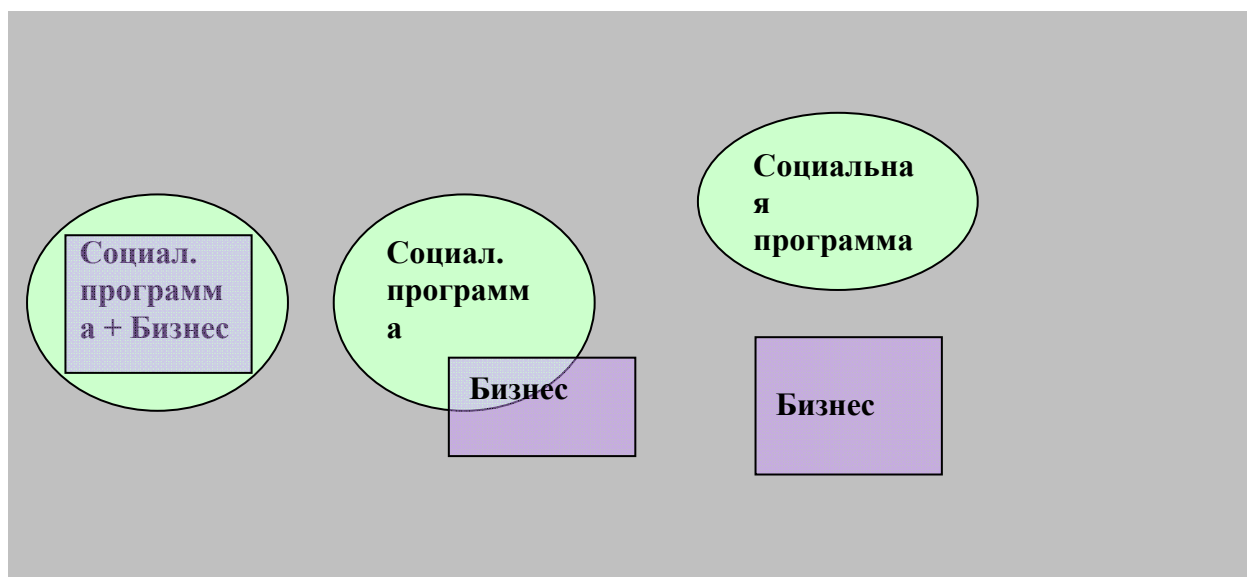 Социал.
программ
а + Бизнес
Социал.
программ
а
Бизнес
Социальна
я
программа
Бизнес